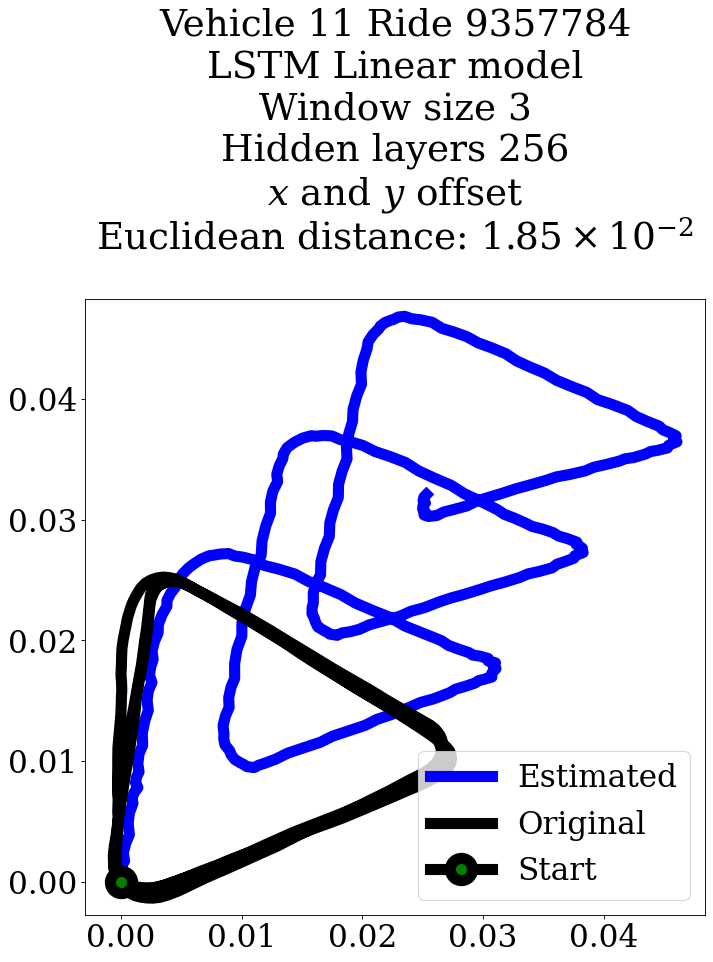 Vehicle 11 Ride 9357784
LSTM Linear model
Window size 3
Hidden layers 256
x and y offset
Euclidean distance: 1.85 × 10⁻²
0.04
0.03
0.02
0.01
0.00
Estimated
Original
Start
0.00 0.01 0.02 0.03 0.04